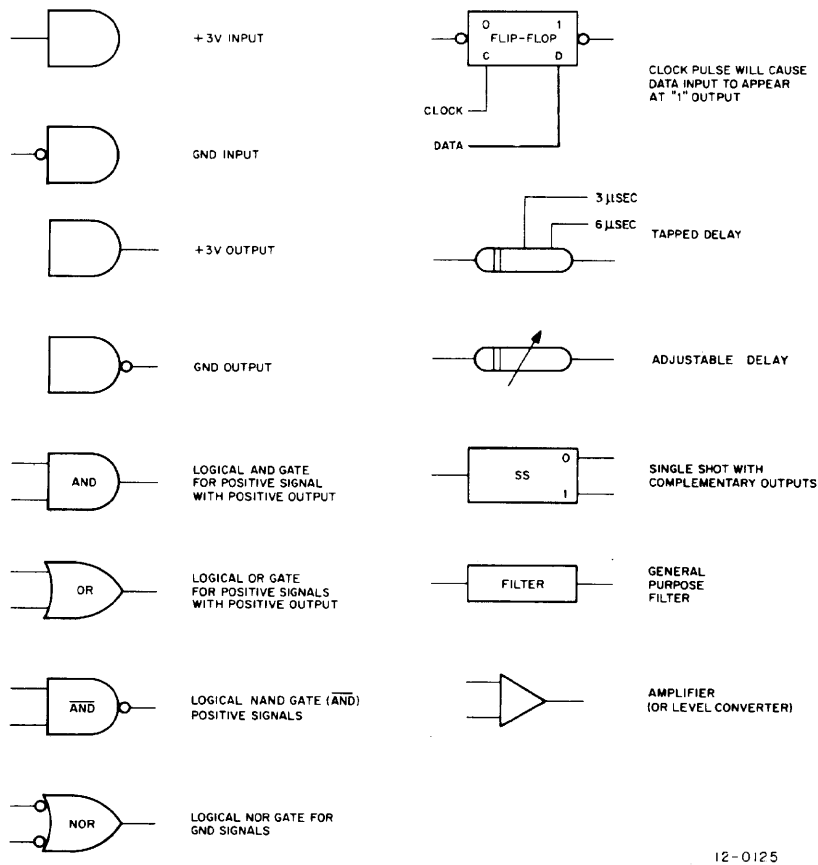 +3V INPUT
GND INPUT
+3V OUTPUT
GND OUTPUT
AND
LOGICAL AND GATE
FOR POSITIVE SIGNAL
WITH POSITIVE OUTPUT
OR
LOGICAL OR GATE
FOR POSITIVE SIGNALS
WITH POSITIVE OUTPUT
A̅N̅D̅
LOGICAL NAND GATE (A̅N̅D̅)
POSITIVE SIGNALS
NOR
LOGICAL NOR GATE FOR
GND SIGNALS
0 1
FLIP-FLOP
C D
CLOCK
DATA
CLOCK PULSE WILL CAUSE
DATA INPUT TO APPEAR
AT "1" OUTPUT
3 μSEC
6 μSEC
TAPPED DELAY
ADJUSTABLE DELAY
0
SS
1
SINGLE SHOT WITH
COMPLEMENTARY OUTPUTS
FILTER
GENERAL
PURPOSE
FILTER
AMPLIFIER
(OR LEVEL CONVERTER)
12-0125